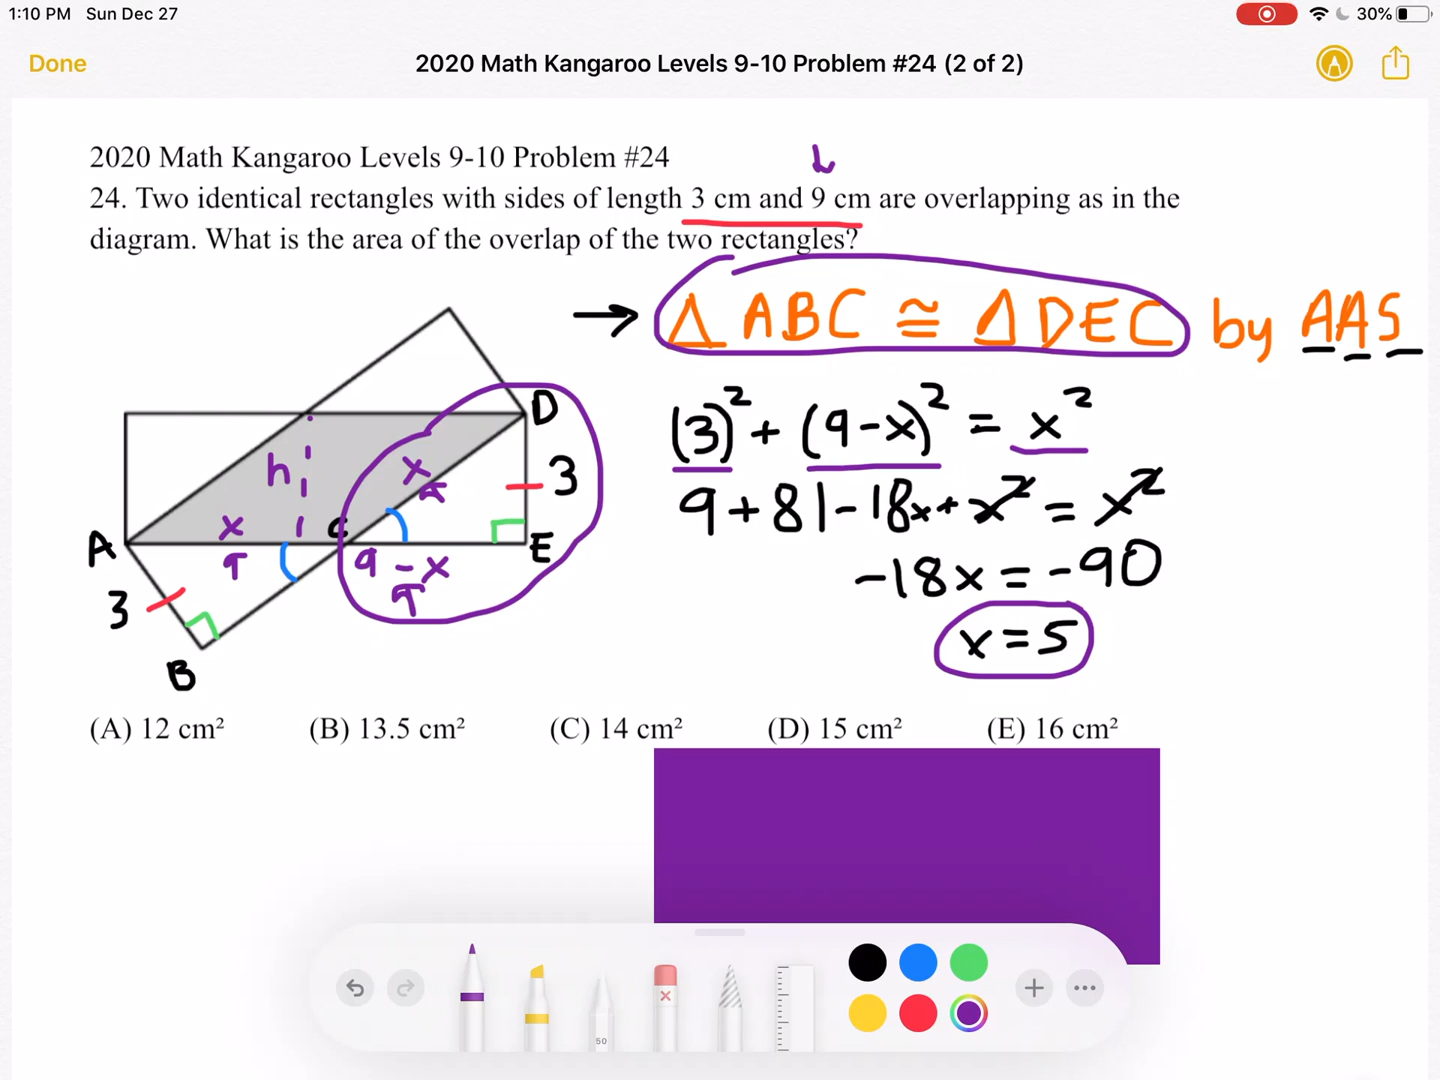 1:10 PM Sun Dec 27
30%
Done
2020 Math Kangaroo Levels 9-10 Problem #24 (2 of 2)
2020 Math Kangaroo Levels 9-10 Problem #24
24. Two identical rectangles with sides of length 3 cm and 9 cm are overlapping as in the
diagram. What is the area of the overlap of the two rectangles?
→ Δ ABC ≅ Δ DEC by AAS
(3)² + (9-x)² = x²
9 + 81 - 18x + x² = x²
-18x = -90
x = 5
D
h
x
3
x
C
A
E
9 - x
3
B
(A) 12 cm² (B) 13.5 cm² (C) 14 cm² (D) 15 cm² (E) 16 cm²
50